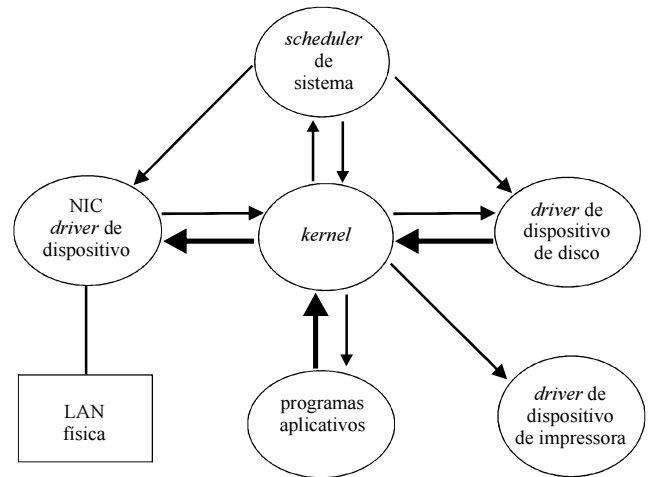 scheduler
de
sistema
NIC
driver de
dispositivo
kernel
driver de
dispositivo
de disco
LAN
física
programas
aplicativos
driver de
dispositivo
de impressora